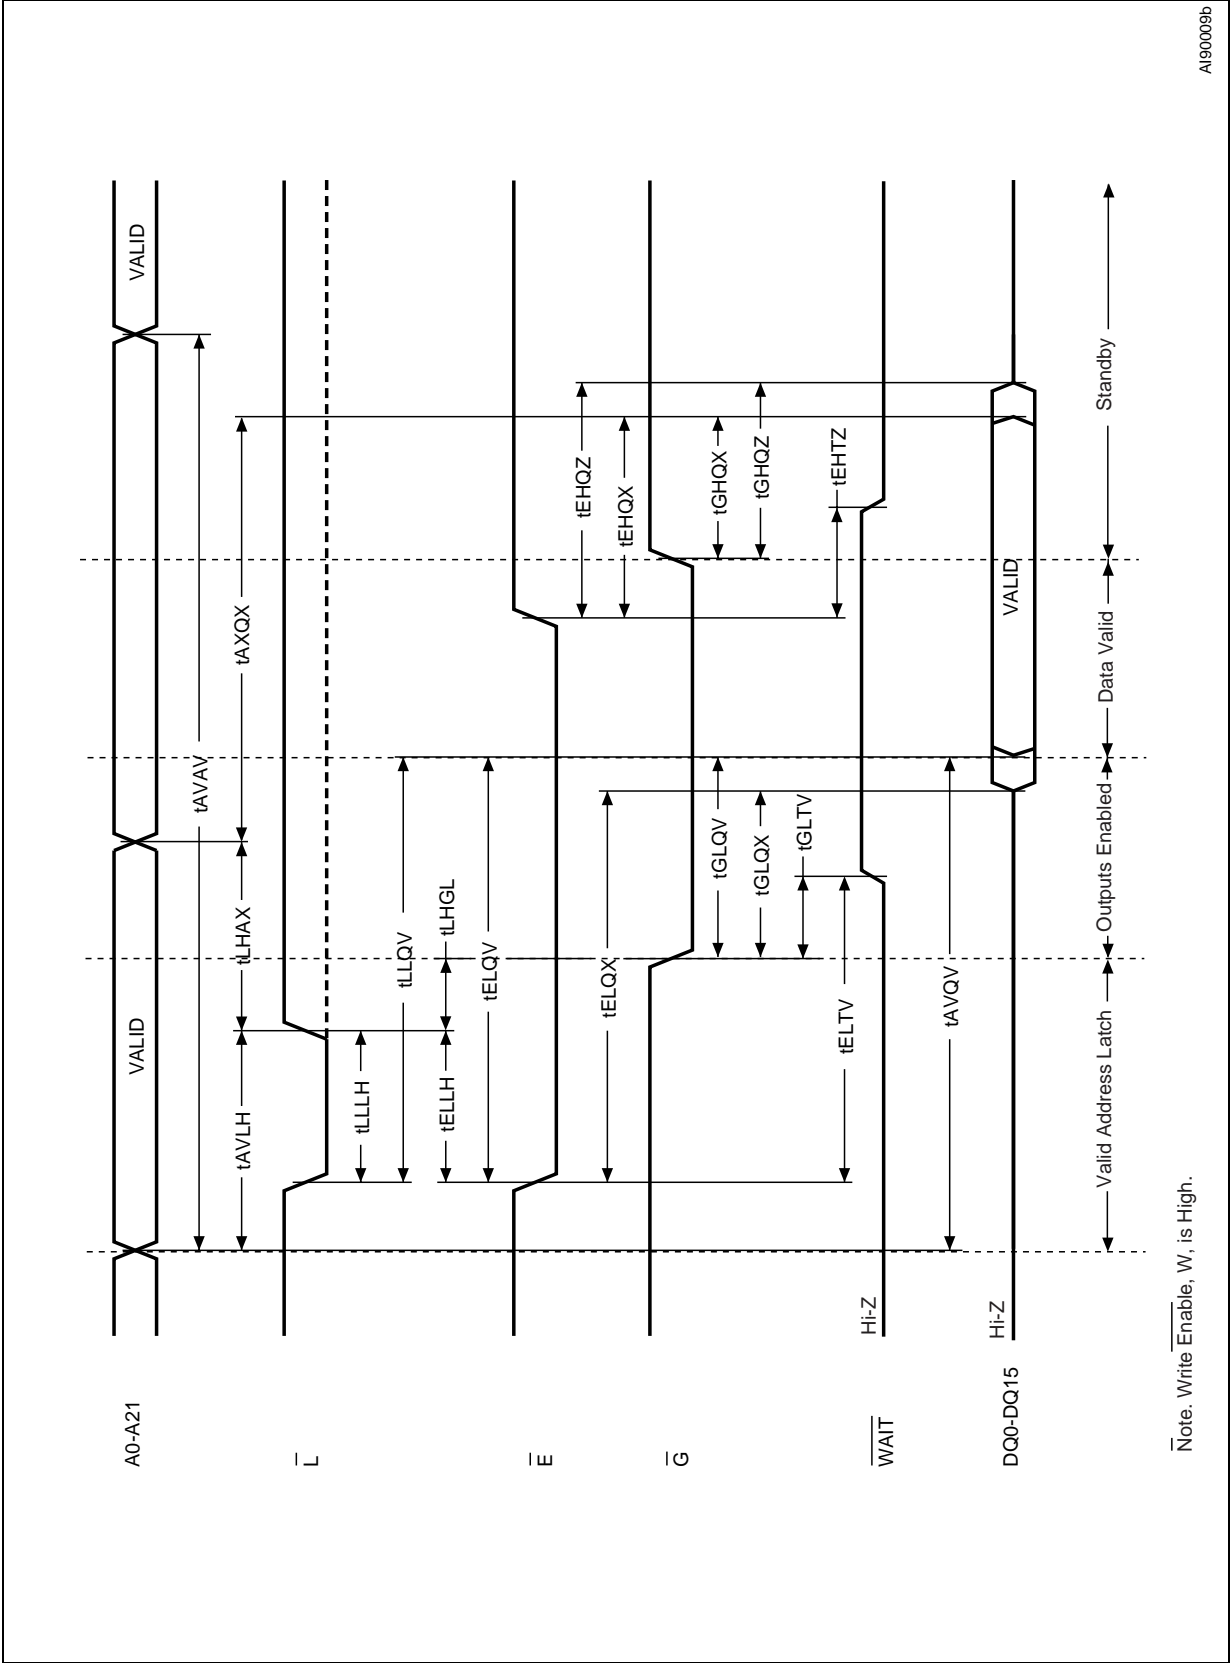 A0-A21
VALID
VALID
tAVAV
tAVLH
tLHAX
tAXQX
L
tLLLH
tLLQV
tELLH
tLHGL
tELQV
E
tELQX
tEHQZ
tEHQX
G
tGLQV
tGHQX
tGLQX
tGHQZ
tGLTV
tELTV
tEHTZ
WAIT
Hi-Z
tAVQV
DQ0-DQ15
Hi-Z
VALID
Valid Address Latch
Outputs Enabled
Data Valid
Standby
Note. Write Enable, W, is High.
AI90009b